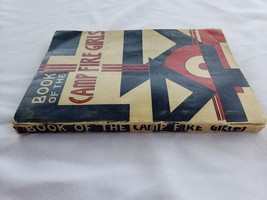 BOOK
OF THE
CAMP FIRE GIRLS
BOOK OF THE CAMP FIRE GIRLS